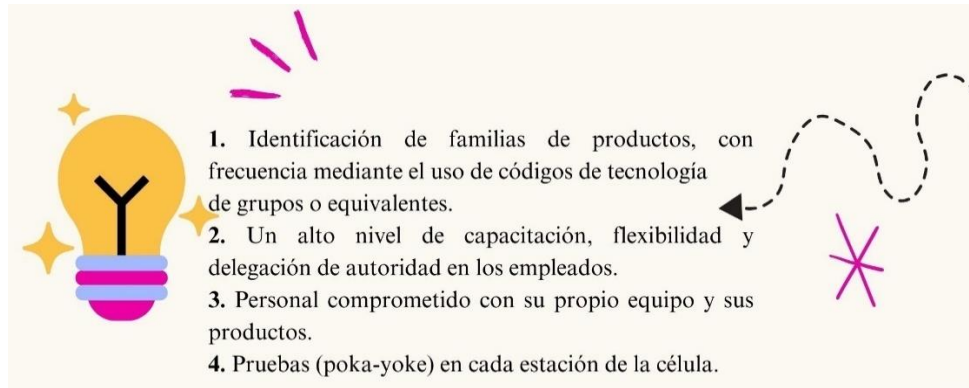 1. Identificación de familias de productos, con
frecuencia mediante el uso de códigos de tecnología
de grupos o equivalentes.
2. Un alto nivel de capacitación, flexibilidad y
delegación de autoridad en los empleados.
3. Personal comprometido con su propio equipo y sus
productos.
4. Pruebas (poka-yoke) en cada estación de la célula.